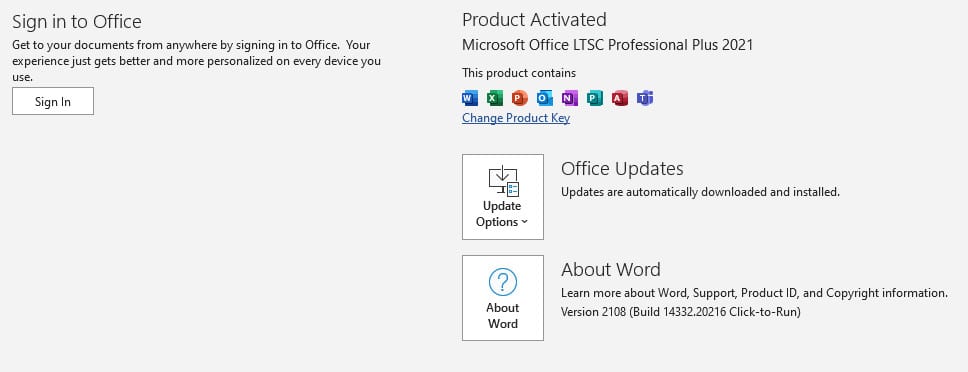 Sign in to Office
Get to your documents from anywhere by signing in to Office.  Your
experience just gets better and more personalized on every device you
use.
Sign In
Product Activated
Microsoft Office LTSC Professional Plus 2021
This product contains
W X P O N P A T
Change Product Key
Update
Options
Office Updates
Updates are automatically downloaded and installed.
?
About
Word
About Word
Learn more about Word, Support, Product ID, and Copyright information.
Version 2108 (Build 14332.20216 Click-to-Run)